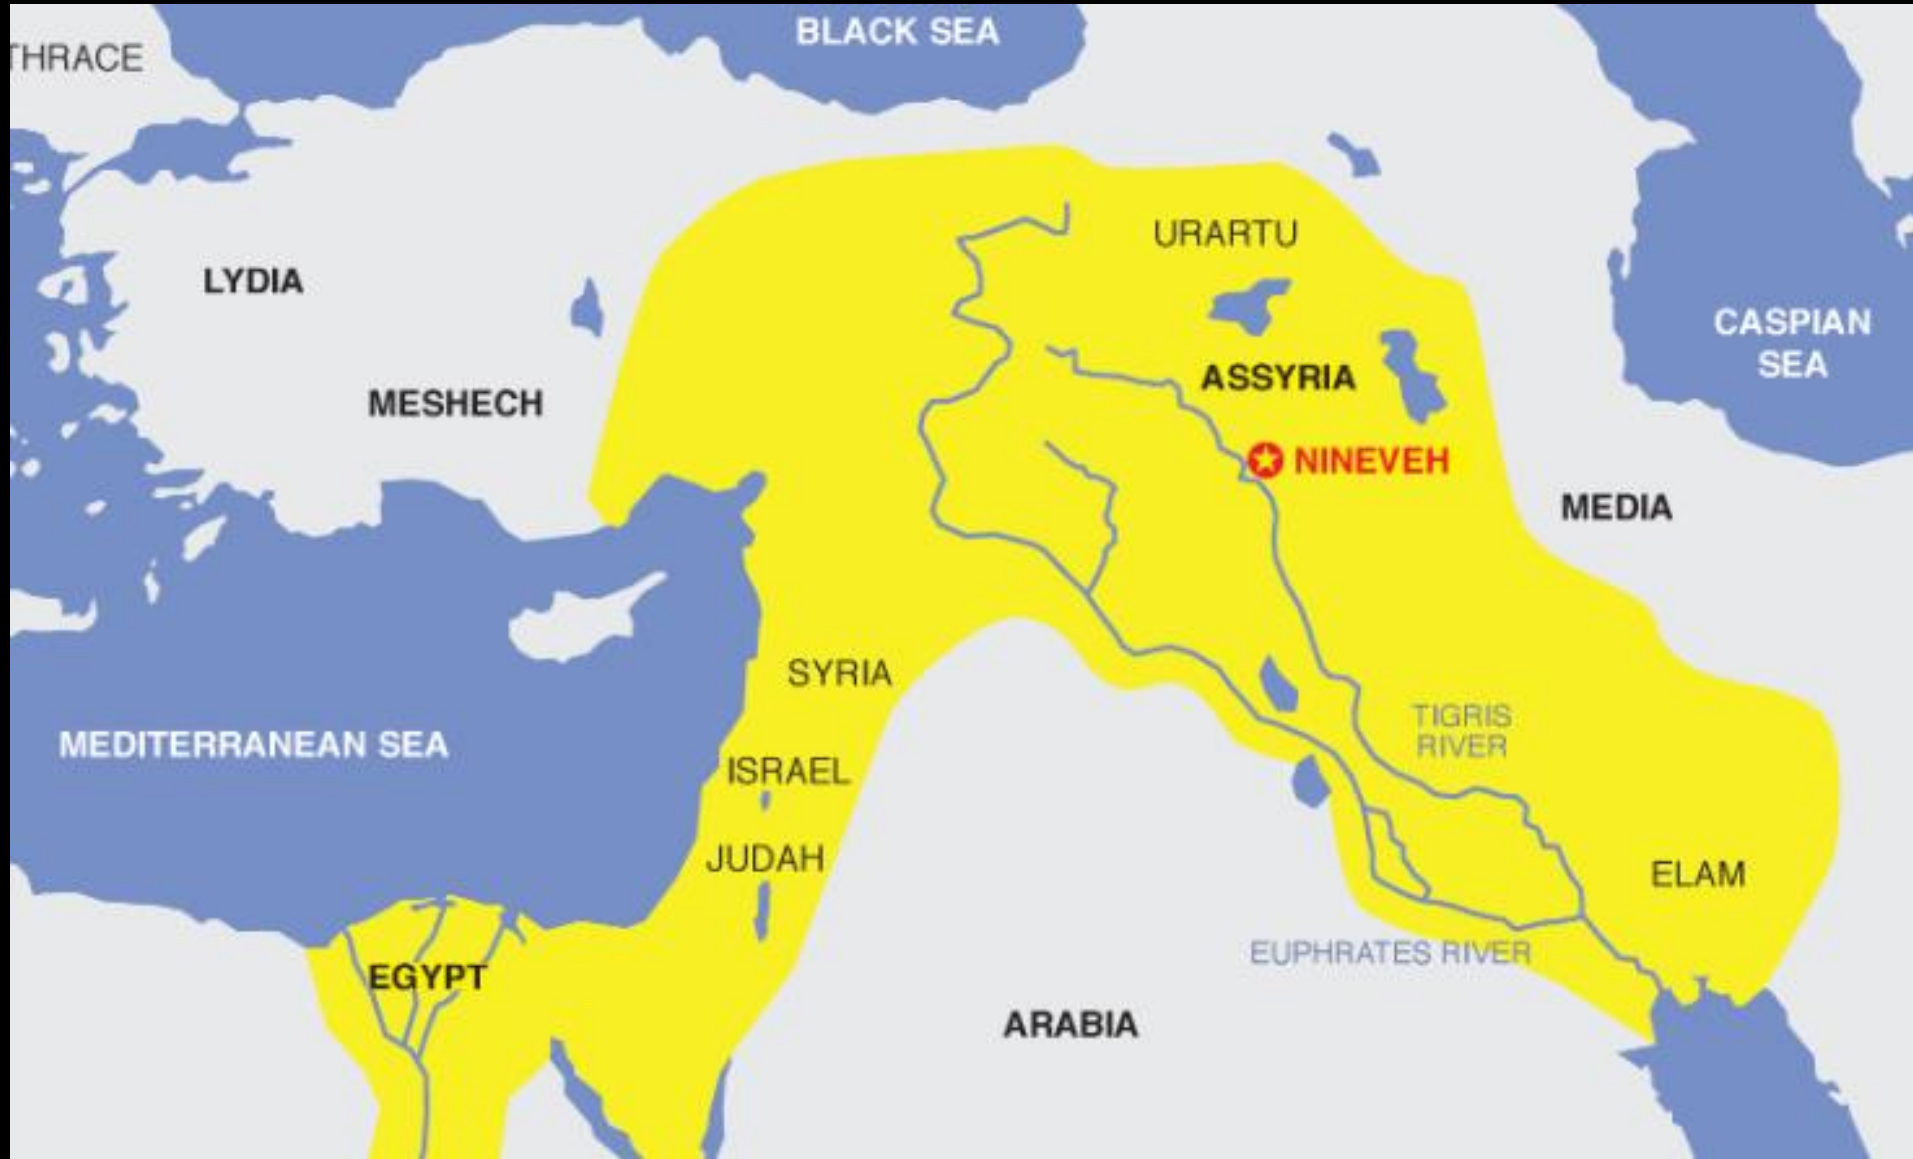 BLACK SEA
THRACE
URARTU
LYDIA
CASPIAN
SEA
ASSYRIA
MESHECH
NINEVEH
MEDIA
SYRIA
TIGRIS
RIVER
MEDITERRANEAN SEA
ISRAEL
JUDAH
ELAM
EUPHRATES RIVER
EGYPT
ARABIA